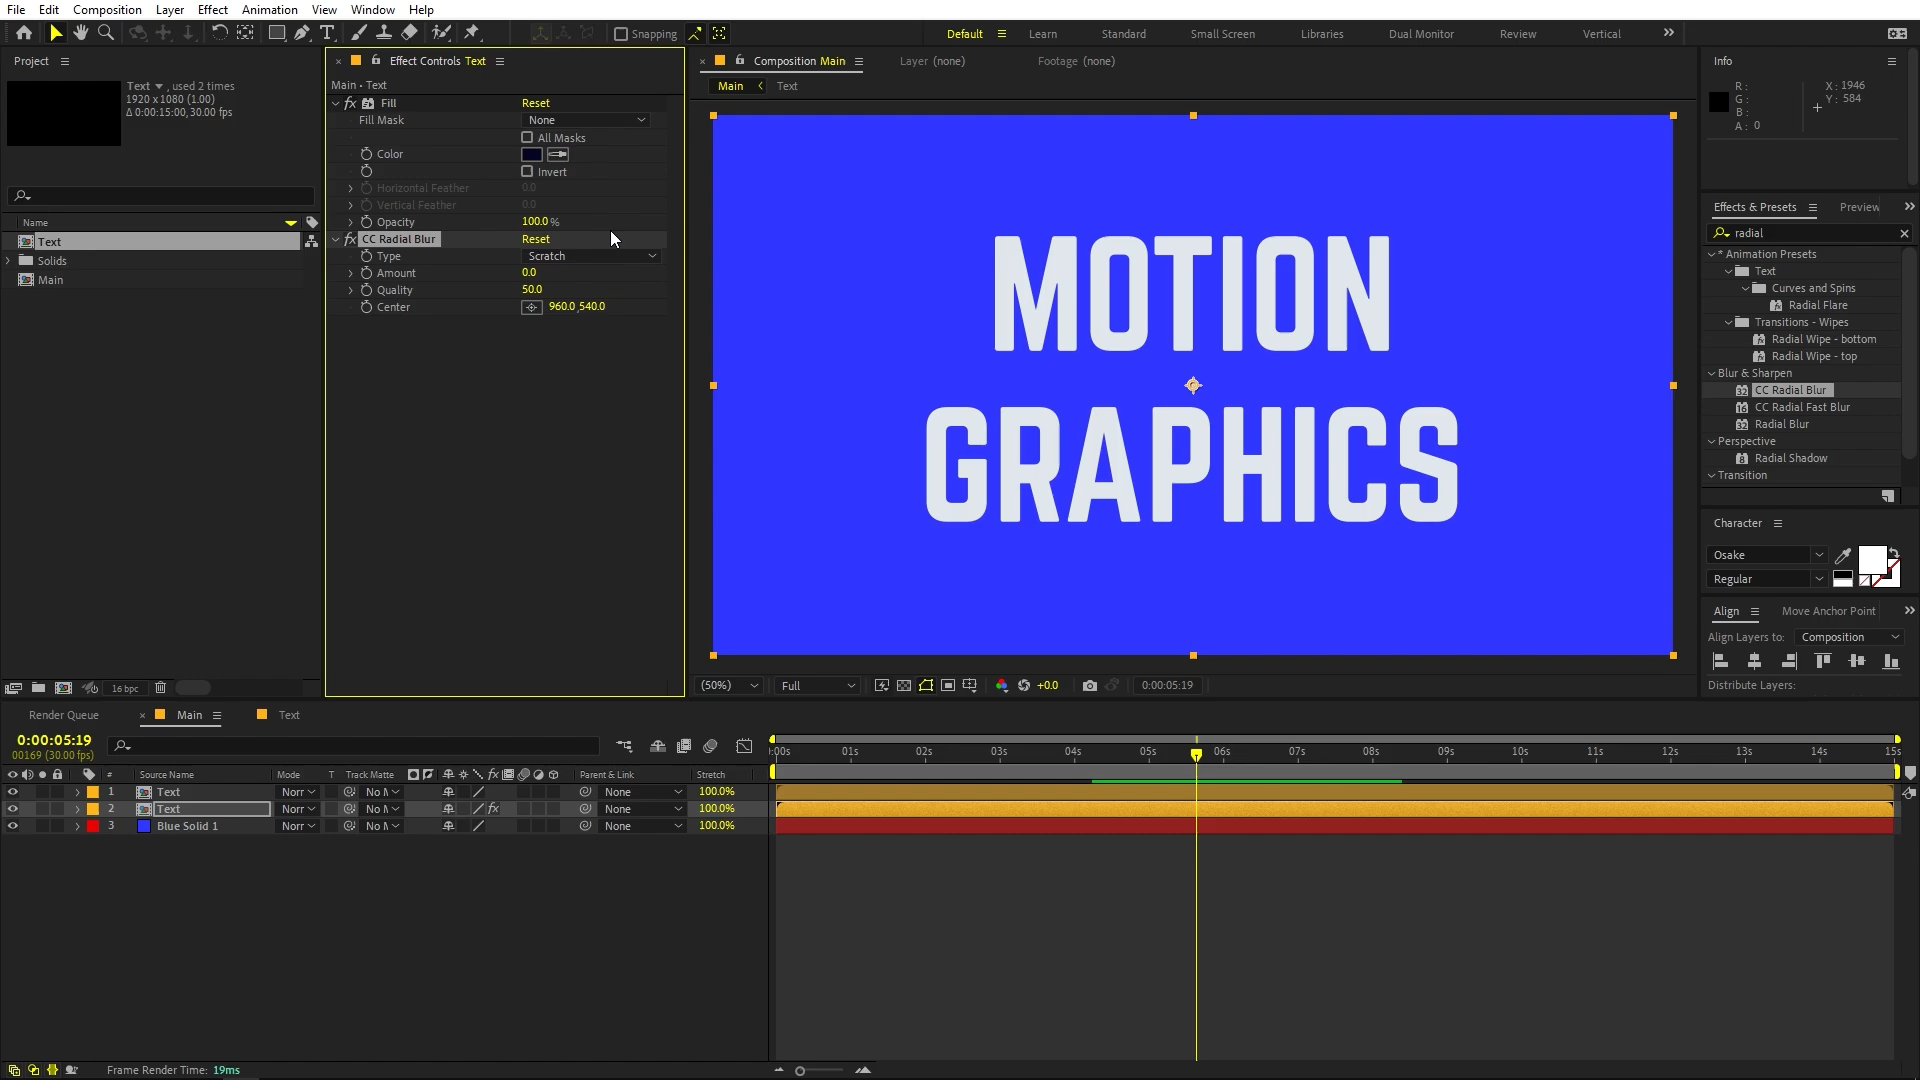 File Edit Composition Layer Effect Animation View Window Help
Snapping
Default Learn Standard Small Screen Libraries Dual Monitor Review Vertical
Project
Text , used 2 times
1920 x 1080 (1.00)
Δ 0:00:15:00, 30.00 fps
Name
Text
Solids
Main
16 bpc
Effect Controls Text
Main • Text
fx Fill Reset
Fill Mask None
All Masks
Color
Invert
Horizontal Feather 0.0
Vertical Feather 0.0
Opacity 100.0 %
fx CC Radial Blur Reset
Type Scratch
Amount 0.0
Quality 50.0
Center 960.0,540.0
Composition Main Layer (none) Footage (none)
Main Text
MOTION
GRAPHICS
(50%) Full +0.0 0:00:05:19
Info
R :
G :
B :
A : 0
X : 1946
Y : 584
Effects & Presets Preview
radial
* Animation Presets
Text
Curves and Spins
Radial Flare
Transitions - Wipes
Radial Wipe - bottom
Radial Wipe - top
Blur & Sharpen
CC Radial Blur
CC Radial Fast Blur
Radial Blur
Perspective
Radial Shadow
Transition
Character
Osake
Regular
Align Move Anchor Point
Align Layers to: Composition
Distribute Layers:
Render Queue Main Text
0:00:05:19
00169 (30.00 fps)
:00s 01s 02s 03s 04s 05s 06s 07s 08s 09s 10s 11s 12s 13s 14s 15s
# Source Name Mode T Track Matte Parent & Link Stretch
1 Text Norr No M None 100.0%
2 Text Norr No M fx None 100.0%
3 Blue Solid 1 Norr No M None 100.0%
Frame Render Time: 19ms